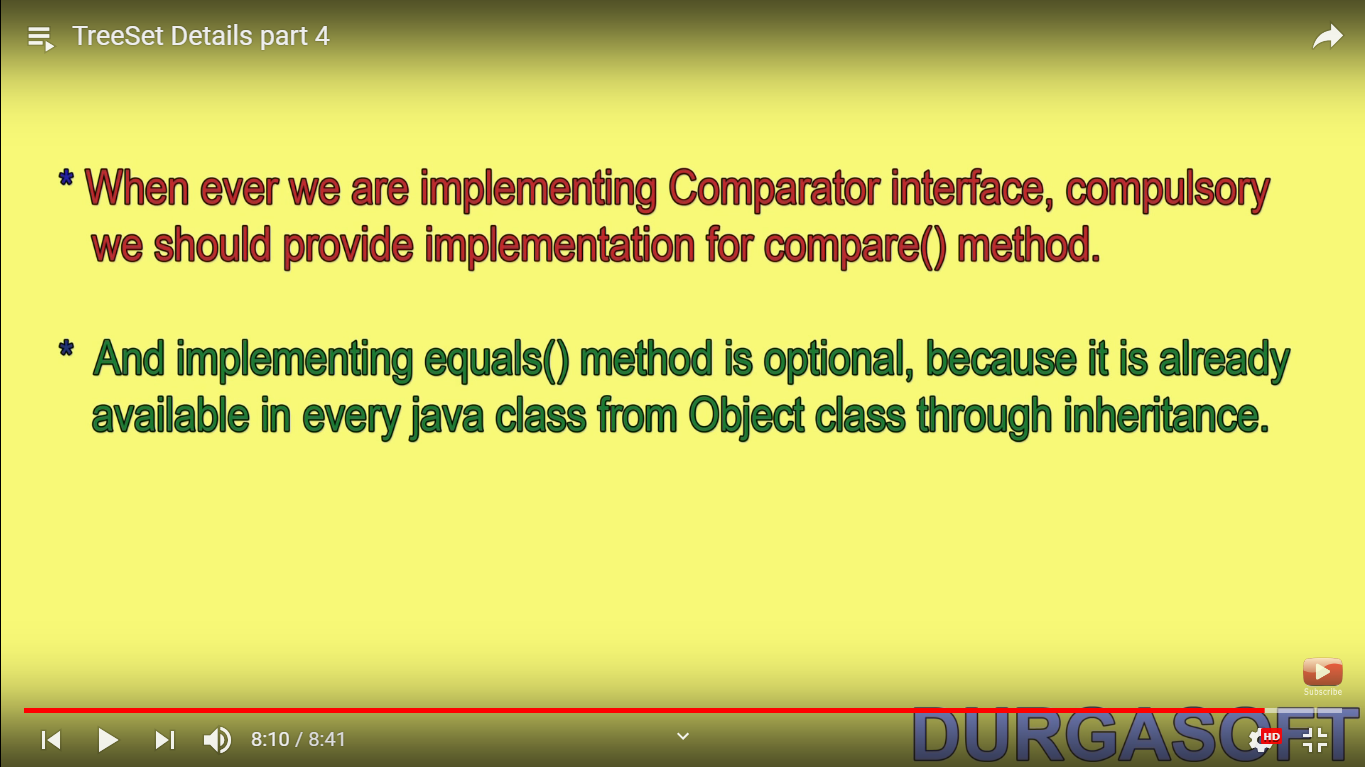 TreeSet Details part 4
* When ever we are implementing Comparator interface, compulsory
we should provide implementation for compare() method.
* And implementing equals() method is optional, because it is already
available in every java class from Object class through inheritance.
Subscribe
DURGASOFT
8:10 / 8:41
HD